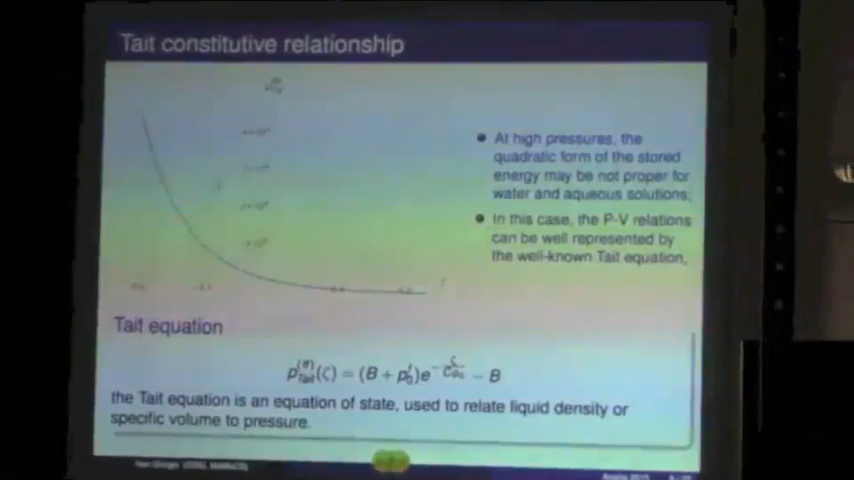 Tait constitutive relationship
At high pressures, the
quadratic form of the stored
energy may be not proper for
water and aqueous solutions;
In this case, the P-V relations
can be well represented by
the well-known Tait equation,
Tait equation
(ζ) = (B + p )e − B
the Tait equation is an equation of state, used to relate liquid density or
specific volume to pressure.